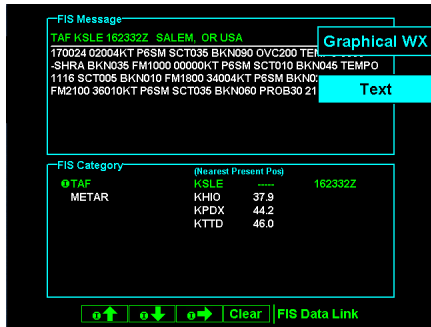 FIS Message
TAF KSLE 162332Z SALEM, OR USA
Graphical WX
170024 02004KT P6SM SCT035 BKN090 OVC200
-SHRA BKN035 FM1000 00000KT P6SM SCT010 BKN045 TEMPO
1116 SCT005 BKN010 FM1800 34004KT P6SM
FM2100 36010KT P6SM SCT035 BKN060 PROB30 21
Text
FIS Category
(Nearest Present Pos)
TAF KSLE ----- 162332Z
METAR KHIO 37.9
KPDX 44.2
KTTD 46.0
Clear FIS Data Link